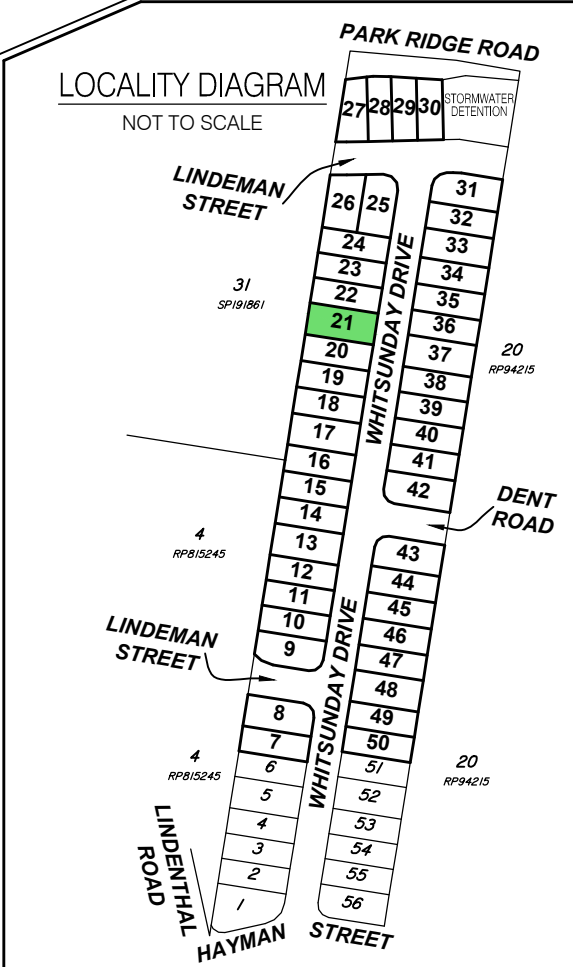 PARK RIDGE ROAD
LOCALITY DIAGRAM
NOT TO SCALE
27 28 29 30
STORMWATER
DETENTION
LINDEMAN
STREET
26 25
31
24
32
23
33
22
34
21
35
20
36
19
37
18
38
17
39
16
40
15
41
14
42
13
43
12
44
11
45
10
46
9
47
8
48
7
49
6
50
5
51
4
52
3
53
2
54
1
55
56
WHITSUNDAY DRIVE
31
SP191861
20
RP94215
DENT
ROAD
4
RP815245
LINDEMAN
STREET
WHITSUNDAY DRIVE
4
RP815245
20
RP94215
LINDENTHAL
ROAD
HAYMAN STREET